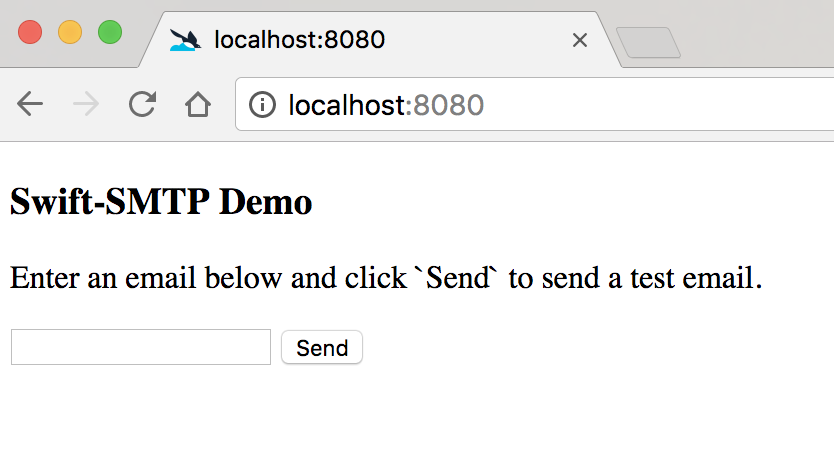 localhost:8080
localhost:8080
Swift-SMTP Demo
Enter an email below and click `Send` to send a test email.
Send